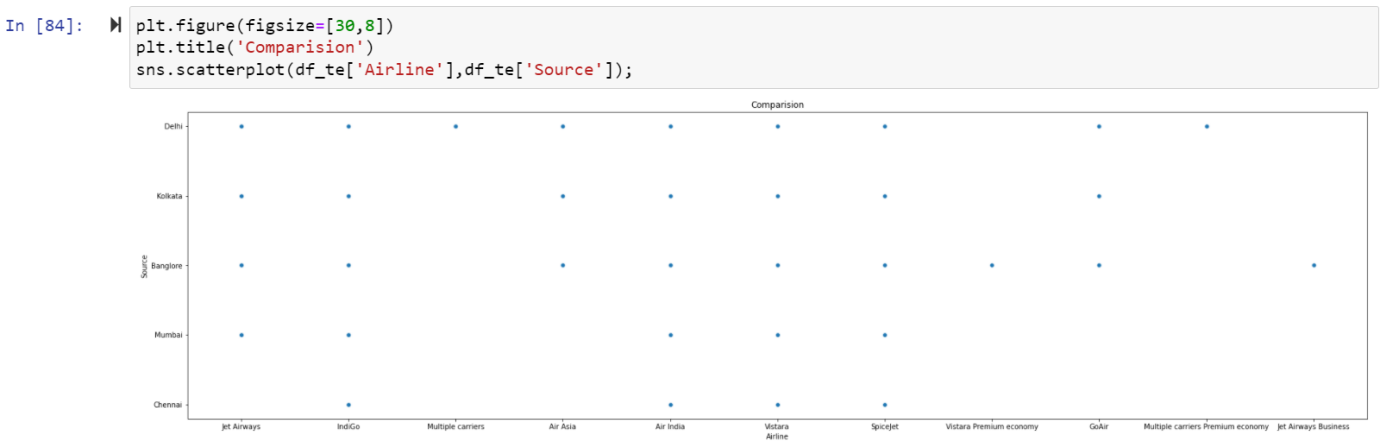 In [84]:
plt.figure(figsize=[30,8])
plt.title('Comparision')
sns.scatterplot(df_te['Airline'],df_te['Source']);
Comparision
Delhi
Kolkata
Banglore
Mumbai
Chennai
Source
Jet Airways IndiGo Multiple carriers Air Asia Air India Vistara SpiceJet Vistara Premium economy GoAir Multiple carriers Premium economy Jet Airways Business
Airline